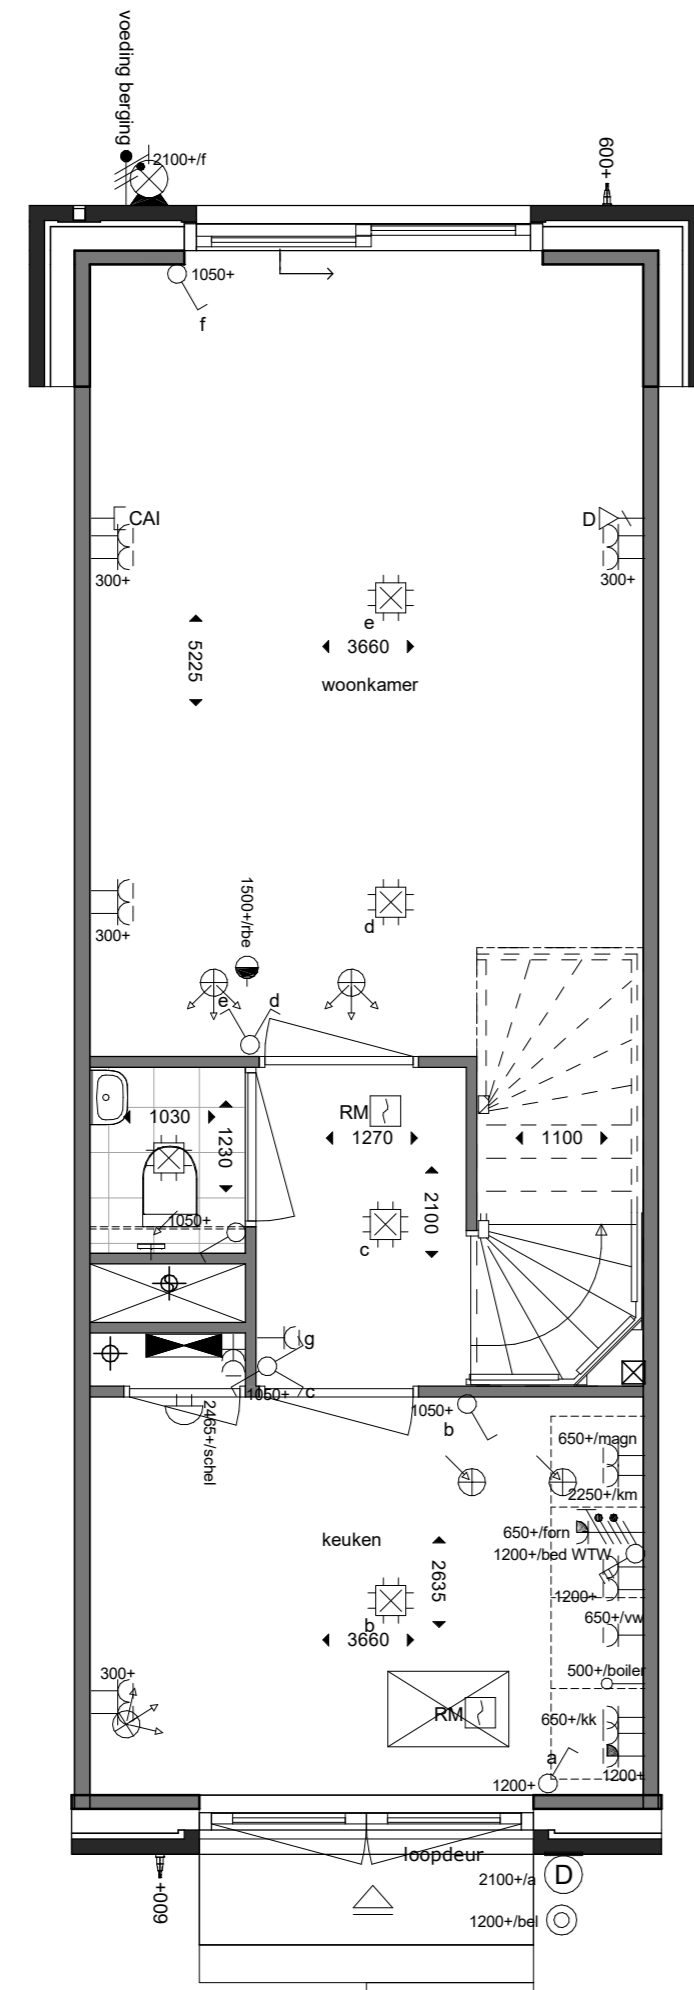 voeding berging
2100+/f
600+
1050+
f
CAI
D
300+
300+
e
5225
3660
woonkamer
300+
1500+/rbe
d
e
d
RM
1030
1230
1270
1100
2100
1050+
c
g
1050+
c
2465+/schel
1050+
b
650+/magn
2250+/km
650+/forn
1200+/bed WTW
keuken
2635
1200+
650+/vw
b
3660
500+/boiler
300+
RM
650+/kk
a
1200+
1200+
loopdeur
600+
2100+/a
D
1200+/bel